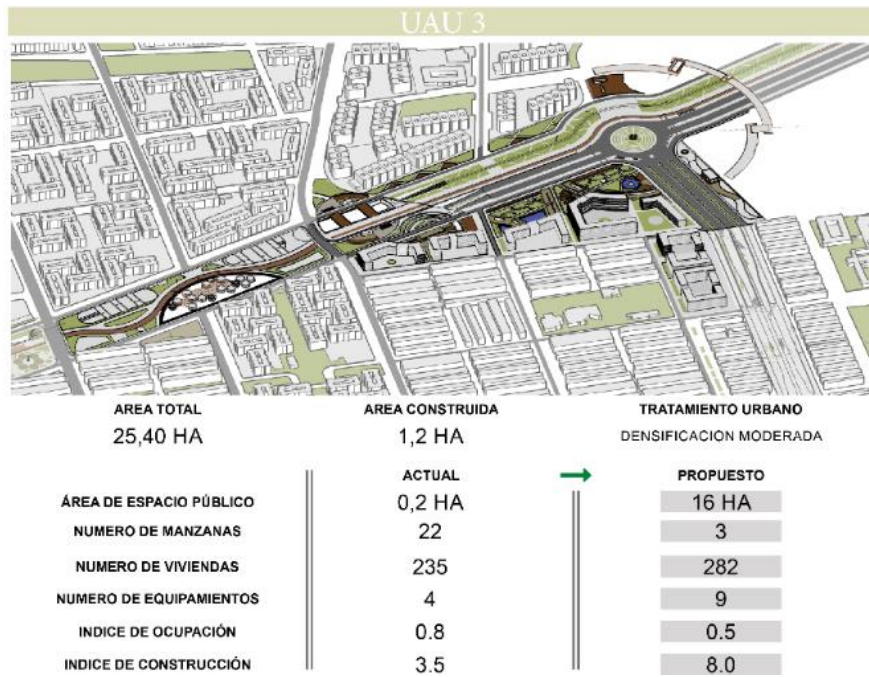 UAU 3
AREA TOTAL AREA CONSTRUIDA TRATAMIENTO URBANO
25,40 HA 1,2 HA DENSIFICACION MODERADA
ACTUAL PROPUESTO
ÁREA DE ESPACIO PÚBLICO 0,2 HA 16 HA
NUMERO DE MANZANAS 22 3
NUMERO DE VIVIENDAS 235 282
NUMERO DE EQUIPAMIENTOS 4 9
INDICE DE OCUPACIÓN 0.8 0.5
INDICE DE CONSTRUCCIÓN 3.5 8.0